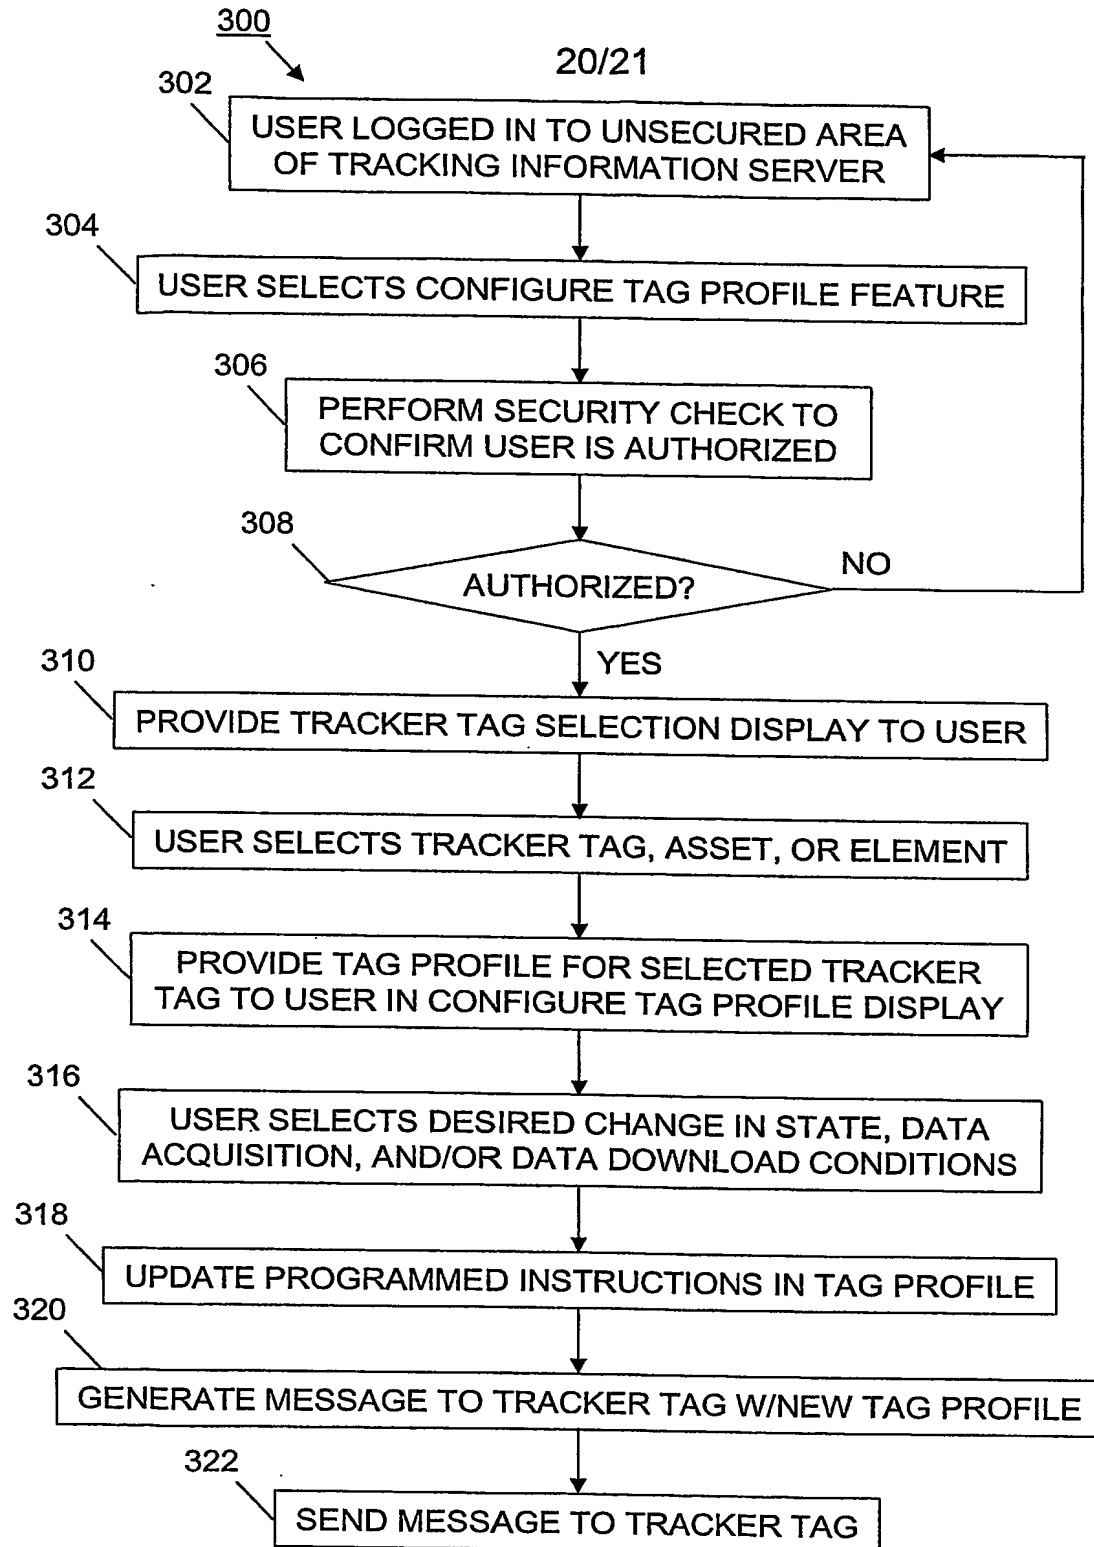 300
20/21
302
USER LOGGED IN TO UNSECURED AREA
OF TRACKING INFORMATION SERVER
304
USER SELECTS CONFIGURE TAG PROFILE FEATURE
306
PERFORM SECURITY CHECK TO
CONFIRM USER IS AUTHORIZED
308
AUTHORIZED?
NO
YES
310
PROVIDE TRACKER TAG SELECTION DISPLAY TO USER
312
USER SELECTS TRACKER TAG, ASSET, OR ELEMENT
314
PROVIDE TAG PROFILE FOR SELECTED TRACKER
TAG TO USER IN CONFIGURE TAG PROFILE DISPLAY
316
USER SELECTS DESIRED CHANGE IN STATE, DATA
ACQUISITION, AND/OR DATA DOWNLOAD CONDITIONS
318
UPDATE PROGRAMMED INSTRUCTIONS IN TAG PROFILE
320
GENERATE MESSAGE TO TRACKER TAG W/NEW TAG PROFILE
322
SEND MESSAGE TO TRACKER TAG